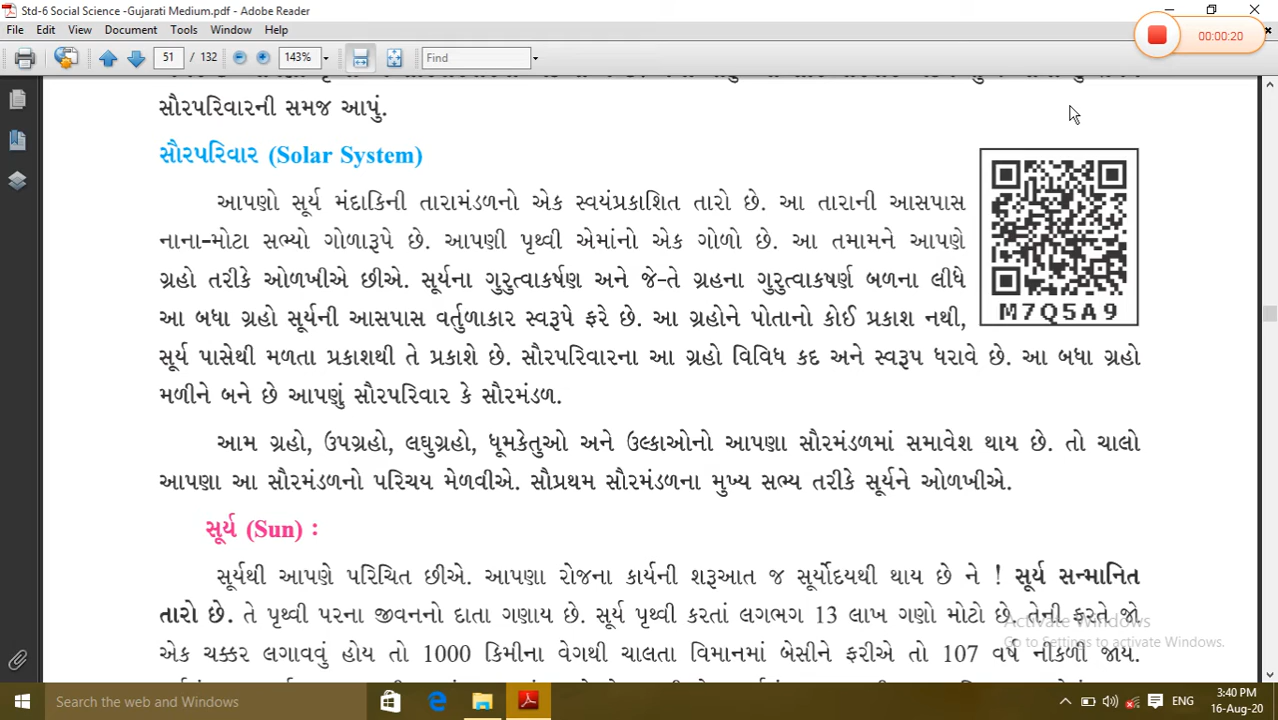 Std-6 Social Science -Gujarati Medium.pdf - Adobe Reader
File Edit View Document Tools Window Help
00:00:20
51 / 132 143% Find
સૌરપરિવારની સમજ આપું.
સૌરપરિવાર (Solar System)
આપણો સૂર્ય મંદાકિની તારામંડળનો એક સ્વયંપ્રકાશિત તારો છે. આ તારાની આસપાસ
નાના-મોટા સભ્યો ગોળારૂપે છે. આપણી પૃથ્વી એમાંનો એક ગોળો છે. આ તમામને આપણે
ગ્રહો તરીકે ઓળખીએ છીએ. સૂર્યના ગુરુત્વાકર્ષણ અને જે-તે ગ્રહના ગુરુત્વાકષર્ણ બળના લીધે
આ બધા ગ્રહો સૂર્યની આસપાસ વર્તુળાકાર સ્વરૂપે ફરે છે. આ ગ્રહોને પોતાનો કોઈ પ્રકાશ નથી,
M7Q5A9
સૂર્ય પાસેથી મળતા પ્રકાશથી તે પ્રકાશે છે. સૌરપરિવારના આ ગ્રહો વિવિધ કદ અને સ્વરૂપ ધરાવે છે. આ બધા ગ્રહો
મળીને બને છે આપણું સૌરપરિવાર કે સૌરમંડળ.
આમ ગ્રહો, ઉપગ્રહો, લઘુગ્રહો, ધૂમકેતુઓ અને ઉલ્કાઓનો આપણા સૌરમંડળમાં સમાવેશ થાય છે. તો ચાલો
આપણા આ સૌરમંડળનો પરિચય મેળવીએ. સૌપ્રથમ સૌરમંડળના મુખ્ય સભ્ય તરીકે સૂર્યને ઓળખીએ.
સૂર્ય (Sun) :
સૂર્યથી આપણે પરિચિત છીએ. આપણા રોજના કાર્યની શરૂઆત જ સૂર્યોદયથી થાય છે ને ! સૂર્ય સન્માનિત
તારો છે. તે પૃથ્વી પરના જીવનનો દાતા ગણાય છે. સૂર્ય પૃથ્વી કરતાં લગભગ 13 લાખ ગણો મોટો છે. તેની ફરતે જો
એક ચક્કર લગાવવું હોય તો 1000 કિમીના વેગથી ચાલતા વિમાનમાં બેસીને ફરીએ તો 107 વર્ષ નીકળી જાય.
Activate Windows
Go to Settings to activate Windows.
Search the web and Windows
ENG
3:40 PM
16-Aug-20